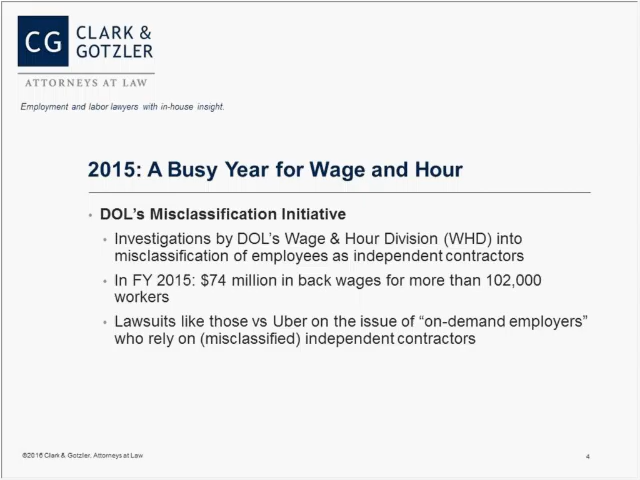 CG
CLARK &
GOTZLER
ATTORNEYS AT LAW
Employment and labor lawyers with in-house insight.
2015: A Busy Year for Wage and Hour
• DOL’s Misclassification Initiative
• Investigations by DOL’s Wage & Hour Division (WHD) into
misclassification of employees as independent contractors
• In FY 2015: $74 million in back wages for more than 102,000
workers
• Lawsuits like those vs Uber on the issue of “on-demand employers”
who rely on (misclassified) independent contractors
©2016 Clark & Gotzler, Attorneys at Law
4